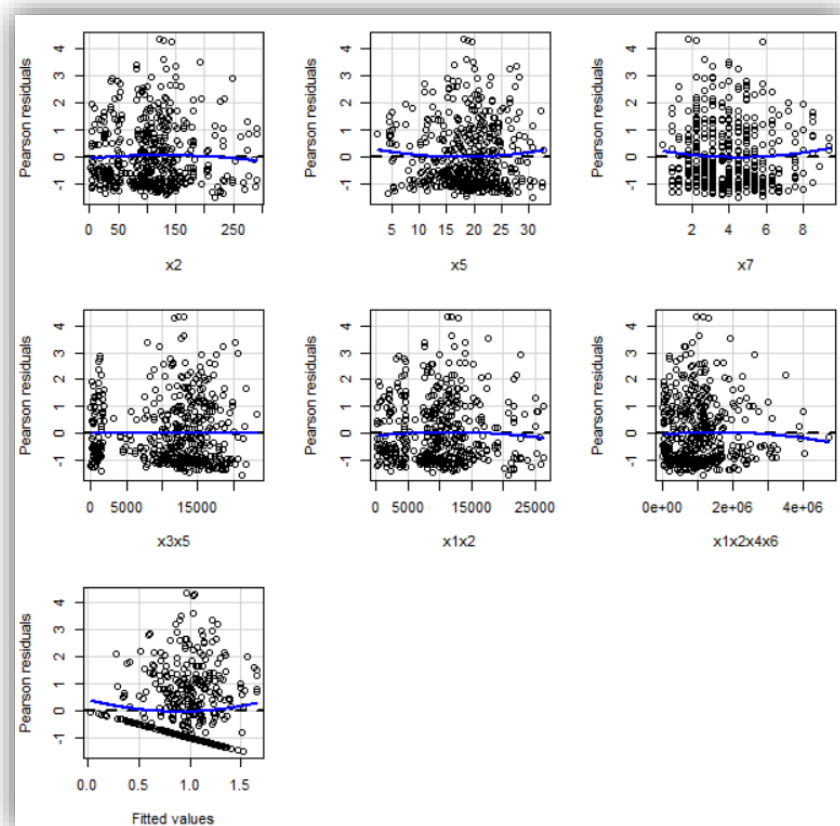 Pearson residuals
4
3
2
1
0
-1
0 50 150 250
x2
Pearson residuals
4
3
2
1
0
-1
5 10 15 20 25 30
x5
Pearson residuals
4
3
2
1
0
-1
2 4 6 8
x7
Pearson residuals
4
3
2
1
0
-1
0 5000 15000
x3x5
Pearson residuals
4
3
2
1
0
-1
0 5000 15000 25000
x1x2
Pearson residuals
4
3
2
1
0
-1
0e+00 2e+06 4e+06
x1x2x4x6
Pearson residuals
4
3
2
1
0
-1
0.0 0.5 1.0 1.5
Fitted values